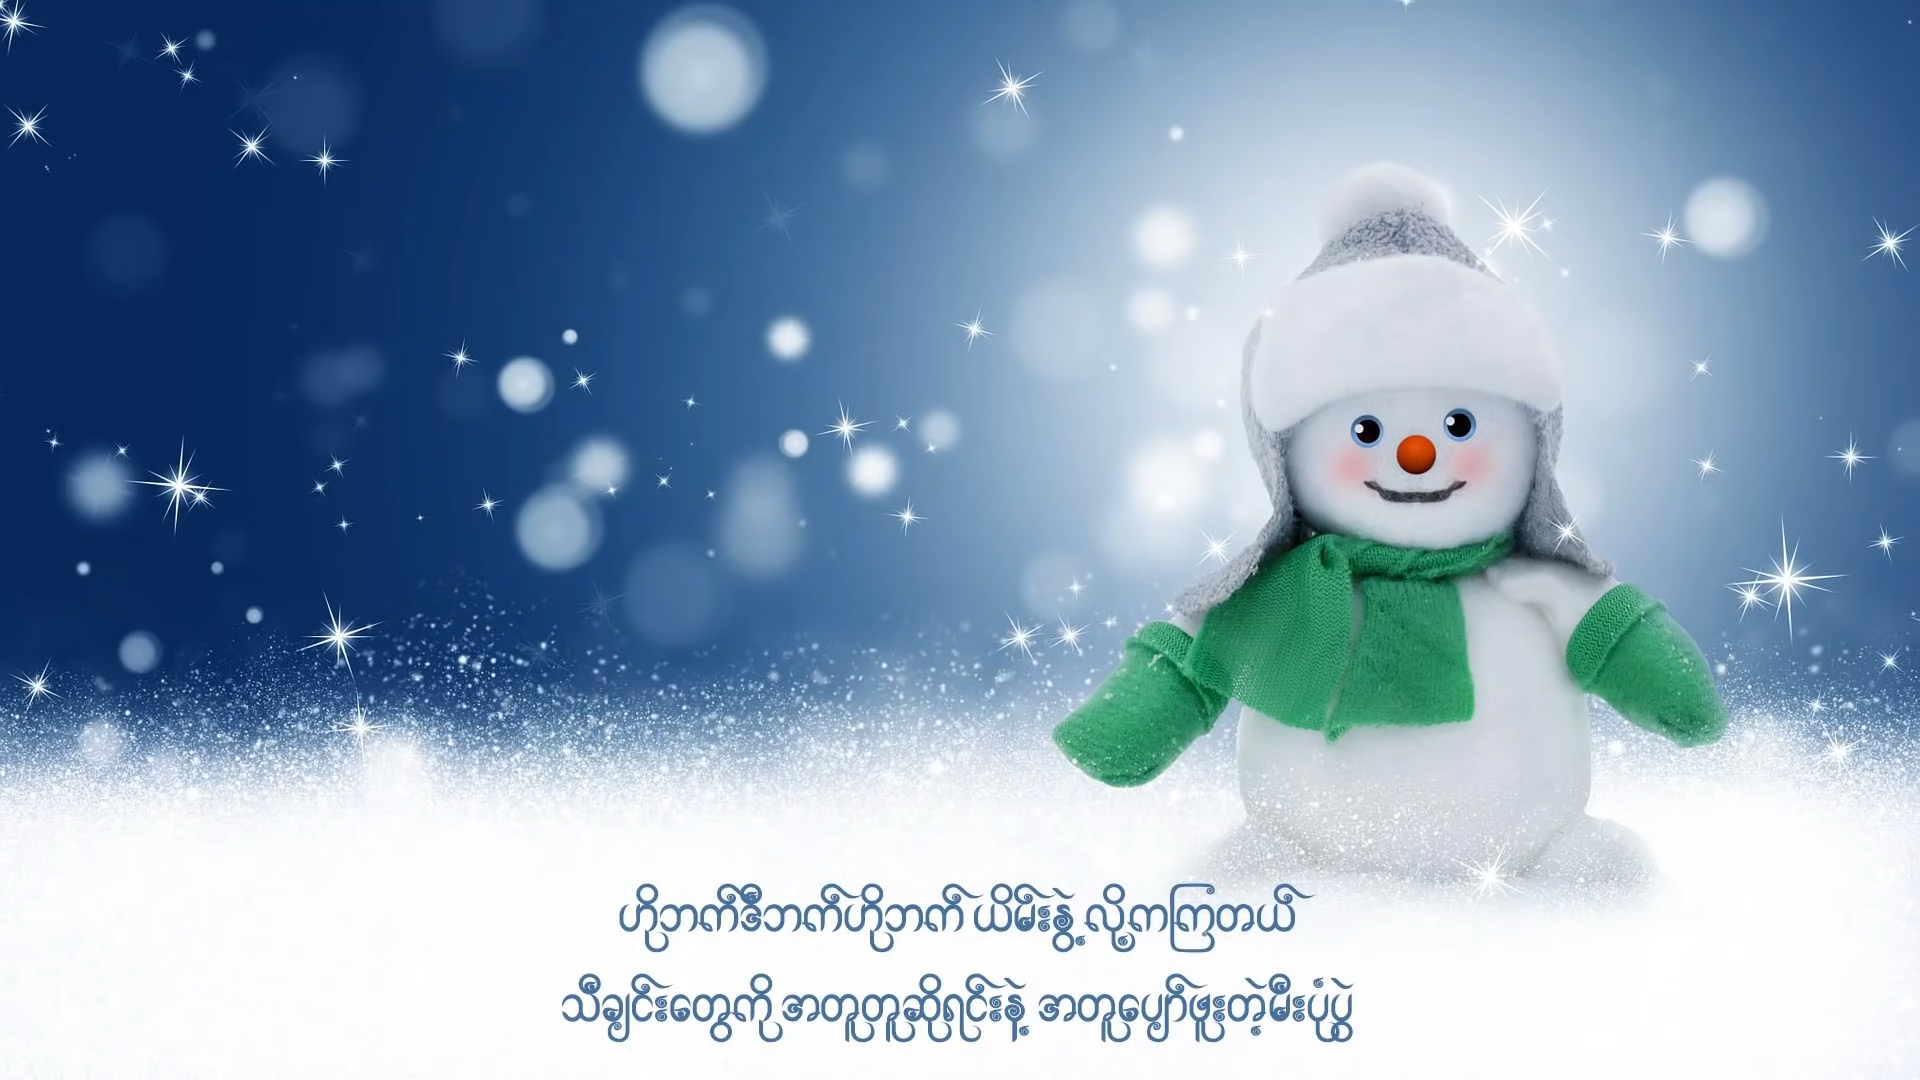 ဟိုဘက်ဒီဘက်ဟိုဘက် ယိမ်းနွဲ့လို့ကကြတယ်
သီချင်းတွေကို အတူတူဆိုရင်းနဲ့ အတူပျော်ဖူးတဲ့မီးပုံပွဲ